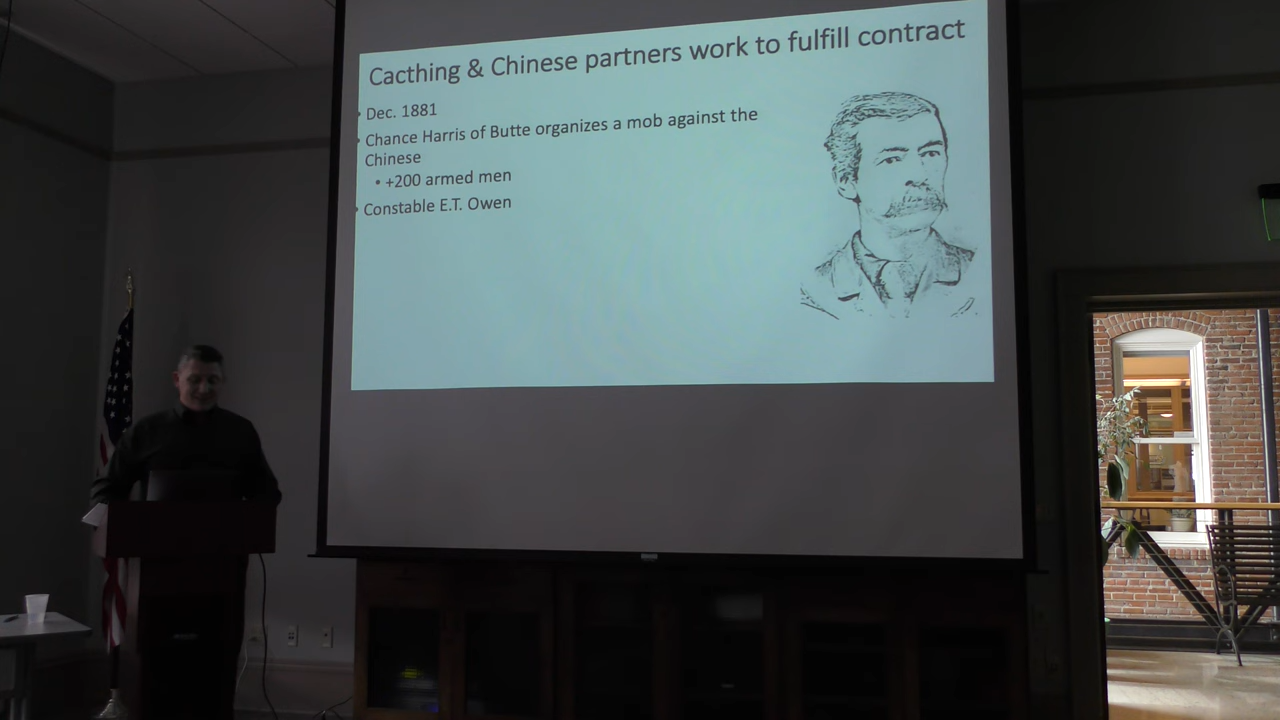 Cacthing & Chinese partners work to fulfill contract
• Dec. 1881
• Chance Harris of Butte organizes a mob against the
Chinese
▪ +200 armed men
• Constable E.T. Owen